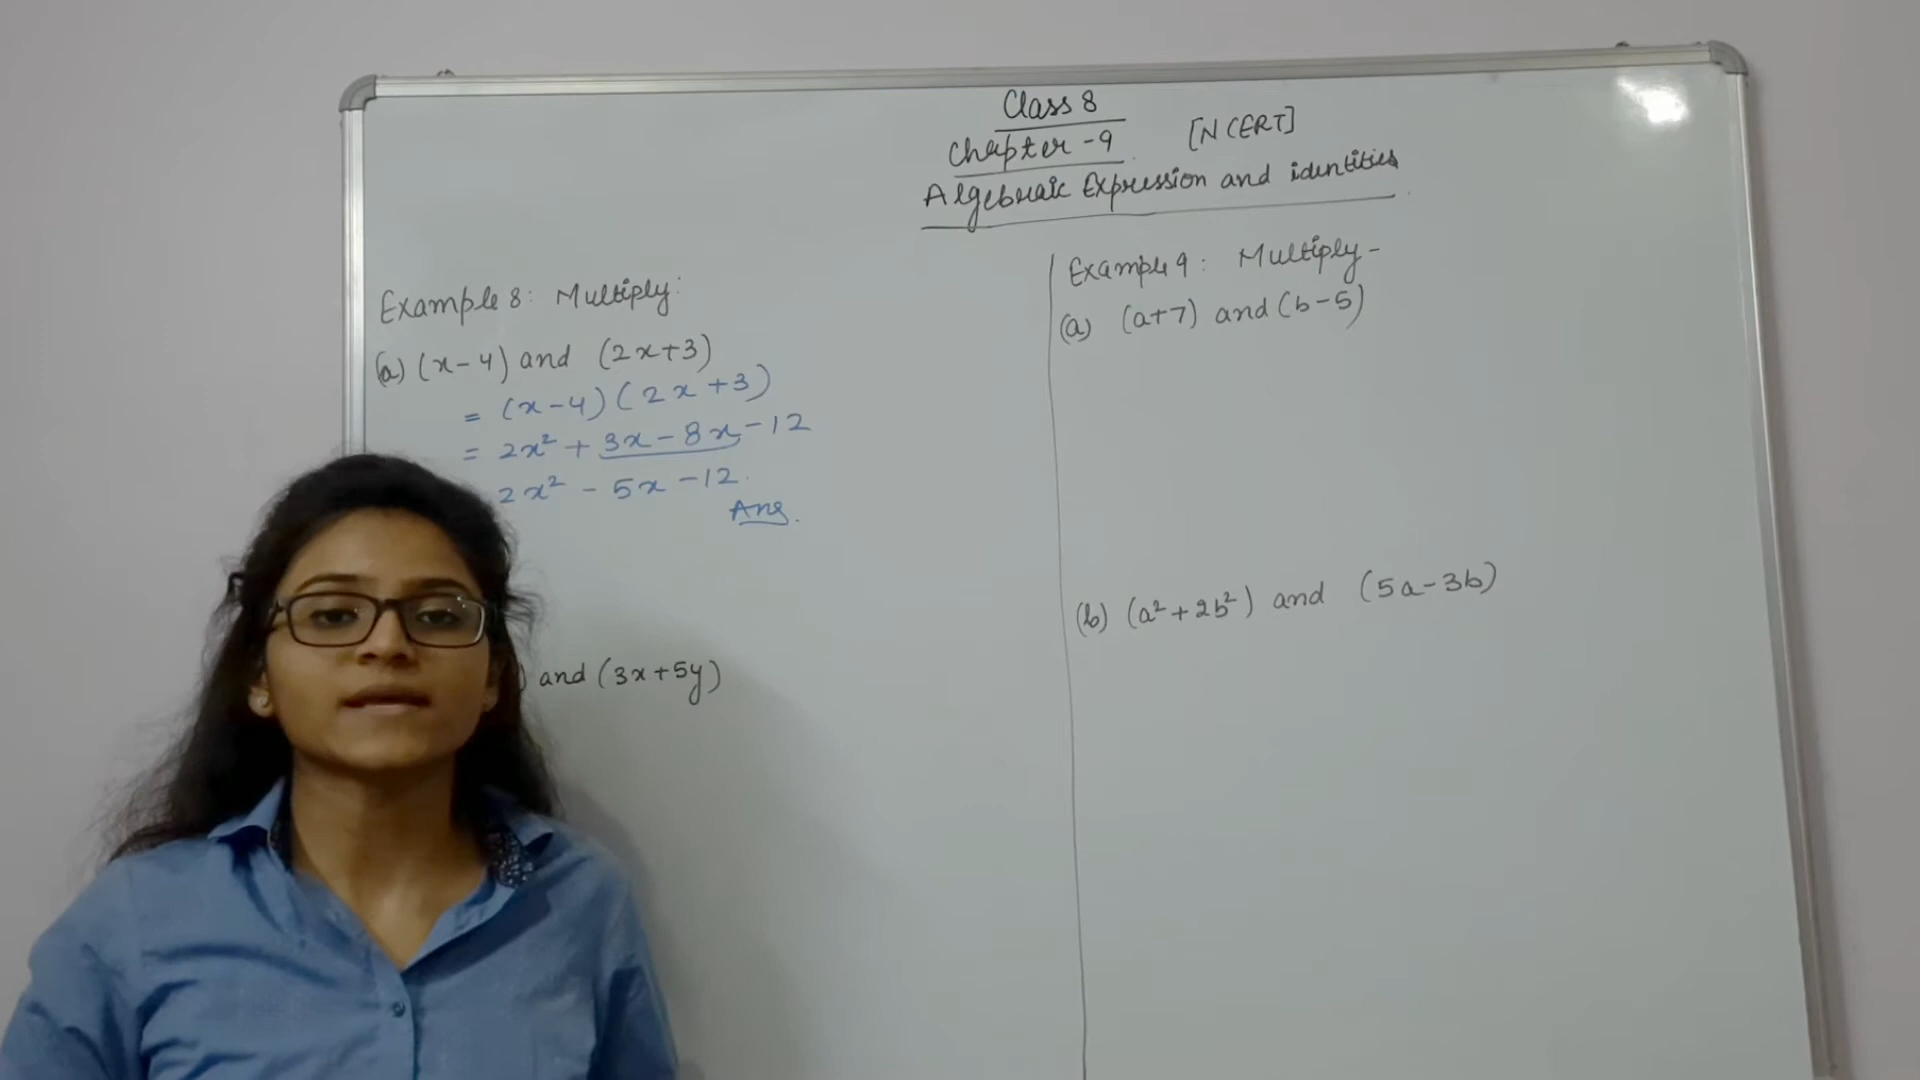 Class 8
Chapter - 9 [NCERT]
Algebraic Expression and identities
Example 8: Multiply:
(a) (x-4) and (2x+3)
= (x-4) (2x+3)
= 2x² + 3x - 8x - 12
2x² - 5x - 12.
Ans.
) and (3x+5y)
Example 9: Multiply -
(a) (a+7) and (b-5)
(b) (a²+2b²) and (5a-3b)